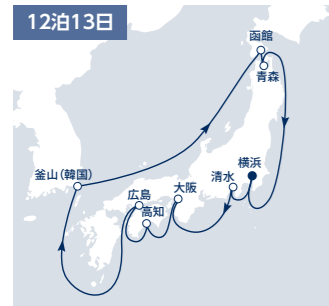 12泊13日
函館
青森
横浜
清水
大阪
広島
高知
釜山(韓国)